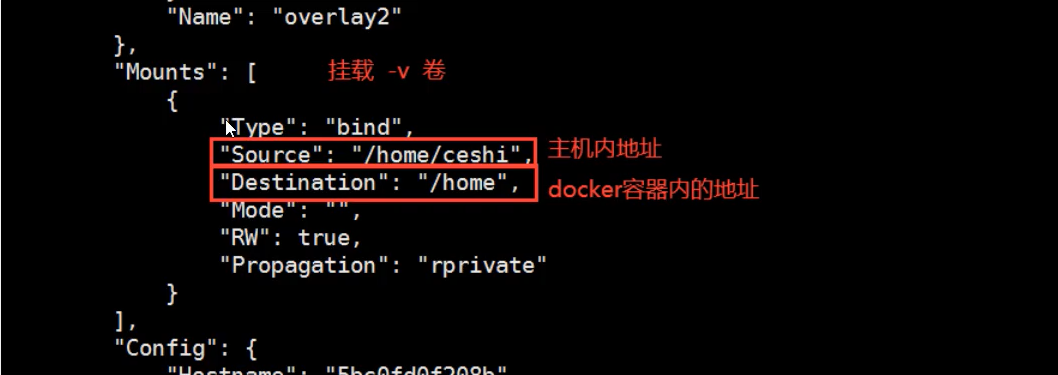 "Name": "overlay2"
},
"Mounts": [ 挂载 -v 卷
{
"Type": "bind",
"Source": "/home/ceshi", 主机内地址
"Destination": "/home", docker容器内的地址
"Mode": "",
"RW": true,
"Propagation": "rprivate"
}
],
"Config": {
"Hostname": "5bc0fd0f208b"